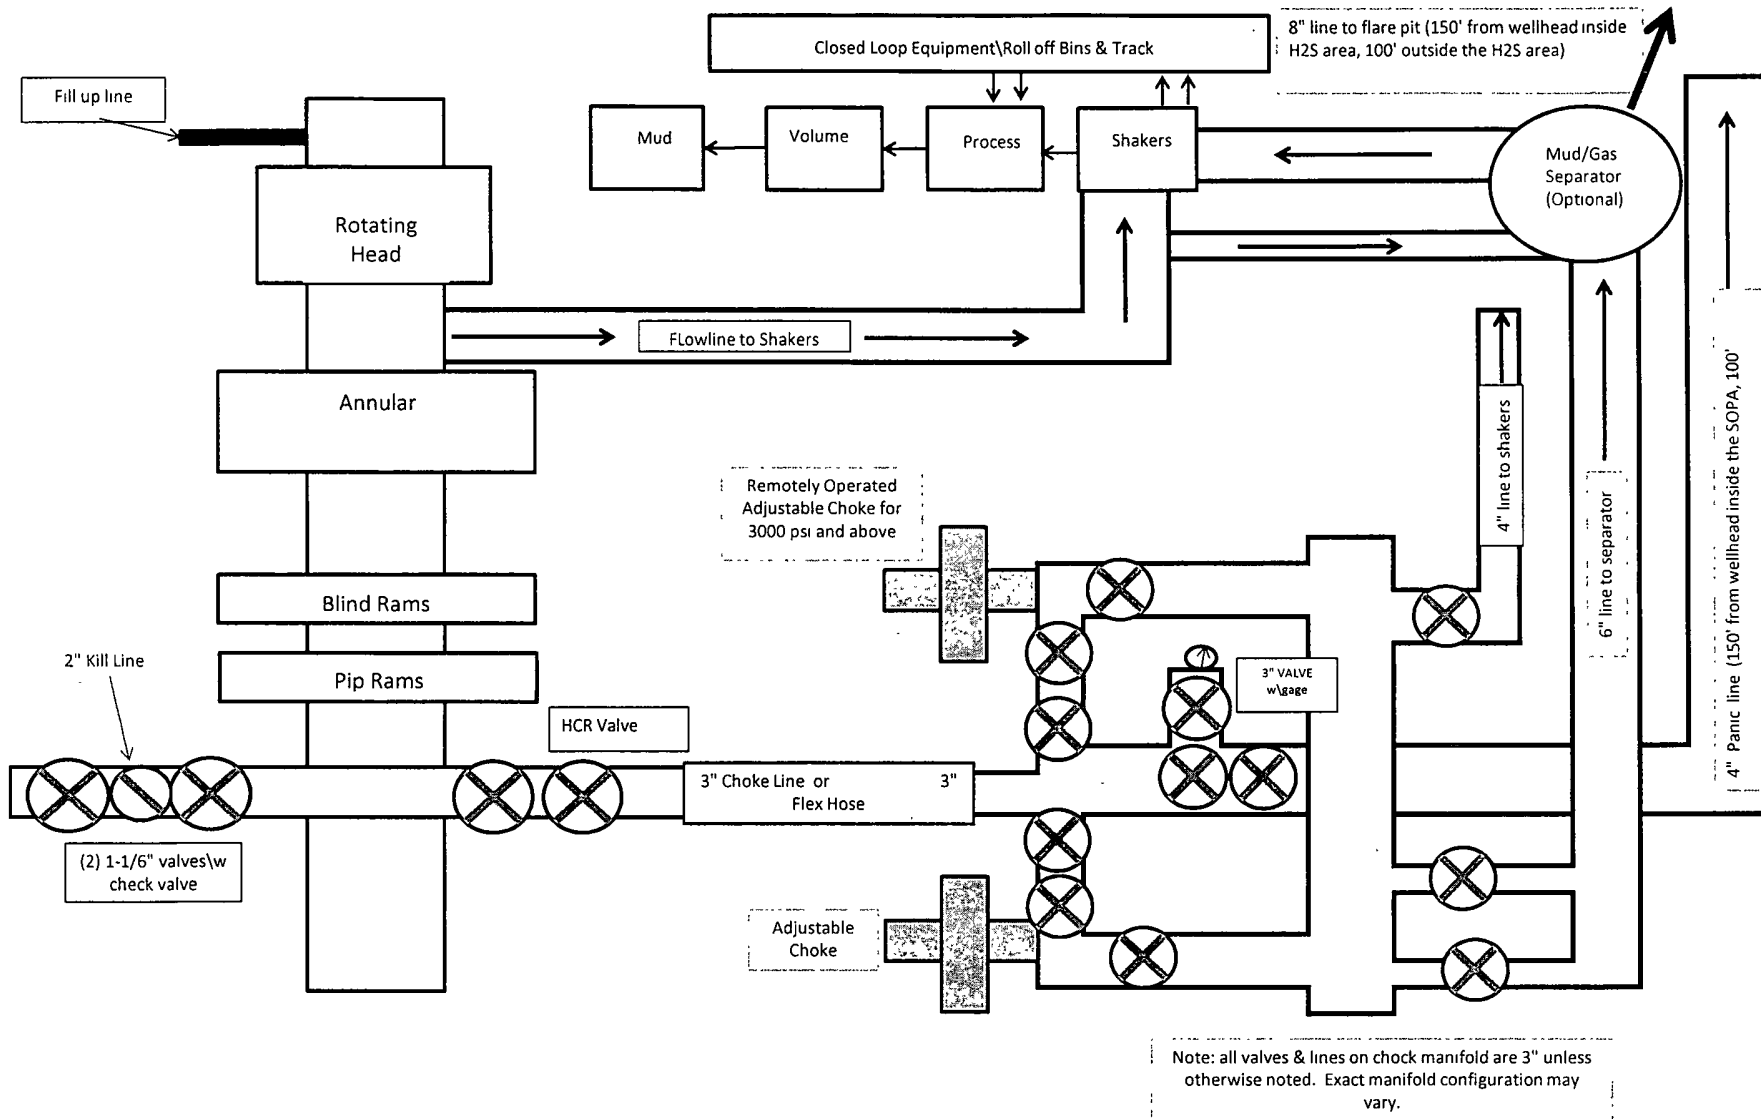 Closed Loop Equipment\Roll off Bins & Track
8" line to flare pit (150' from wellhead inside
H2S area, 100' outside the H2S area)
Fill up line
Mud
Volume
Process
Shakers
Mud/Gas
Separator
(Optional)
Rotating
Head
FLowline to Shakers
Annular
Remotely Operated
Adjustable Choke for
3000 psi and above
4" line to shakers
6" line to separator
4" Panic line (150' from wellhead inside the SOPA, 100'
Blind Rams
2" Kill Line
Pip Rams
3" VALVE
w\gage
HCR Valve
3" Choke Line or 3"
Flex Hose
(2) 1-1/6" valves\w
check valve
Adjustable
Choke
Note: all valves & lines on chock manifold are 3" unless
otherwise noted. Exact manifold configuration may
vary.